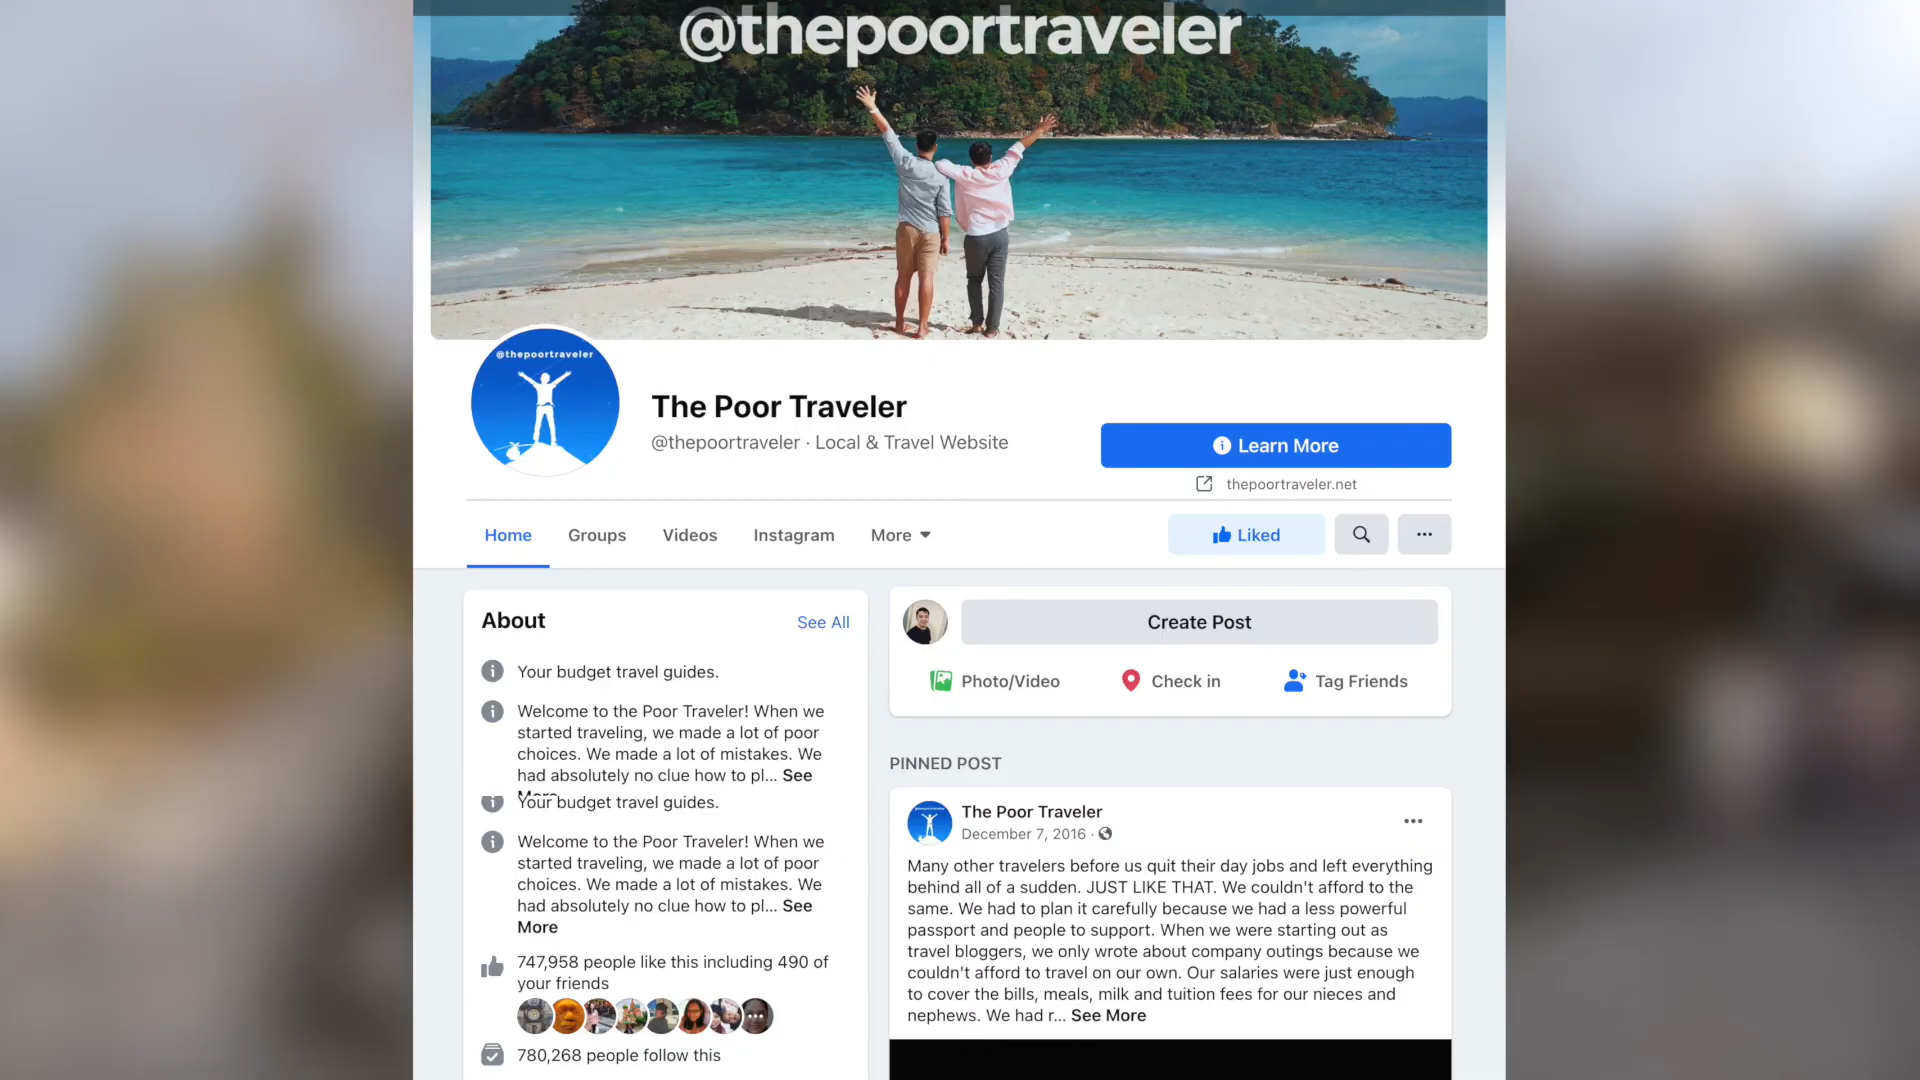 @thepoortraveler
@thepoortraveler
The Poor Traveler
@thepoortraveler · Local & Travel Website
Learn More
thepoortraveler.net
Home
Groups
Videos
Instagram
More
Liked
About
See All
Your budget travel guides.
Welcome to the Poor Traveler! When we
started traveling, we made a lot of poor
choices. We made a lot of mistakes. We
had absolutely no clue how to pl... See
More
Your budget travel guides.
Welcome to the Poor Traveler! When we
started traveling, we made a lot of poor
choices. We made a lot of mistakes. We
had absolutely no clue how to pl... See
More
747,958 people like this including 490 of
your friends
780,268 people follow this
Create Post
Photo/Video
Check in
Tag Friends
PINNED POST
The Poor Traveler
December 7, 2016 ·
Many other travelers before us quit their day jobs and left everything
behind all of a sudden. JUST LIKE THAT. We couldn't afford to the
same. We had to plan it carefully because we had a less powerful
passport and people to support. When we were starting out as
travel bloggers, we only wrote about company outings because we
couldn't afford to travel on our own. Our salaries were just enough
to cover the bills, meals, milk and tuition fees for our nieces and
nephews. We had r... See More